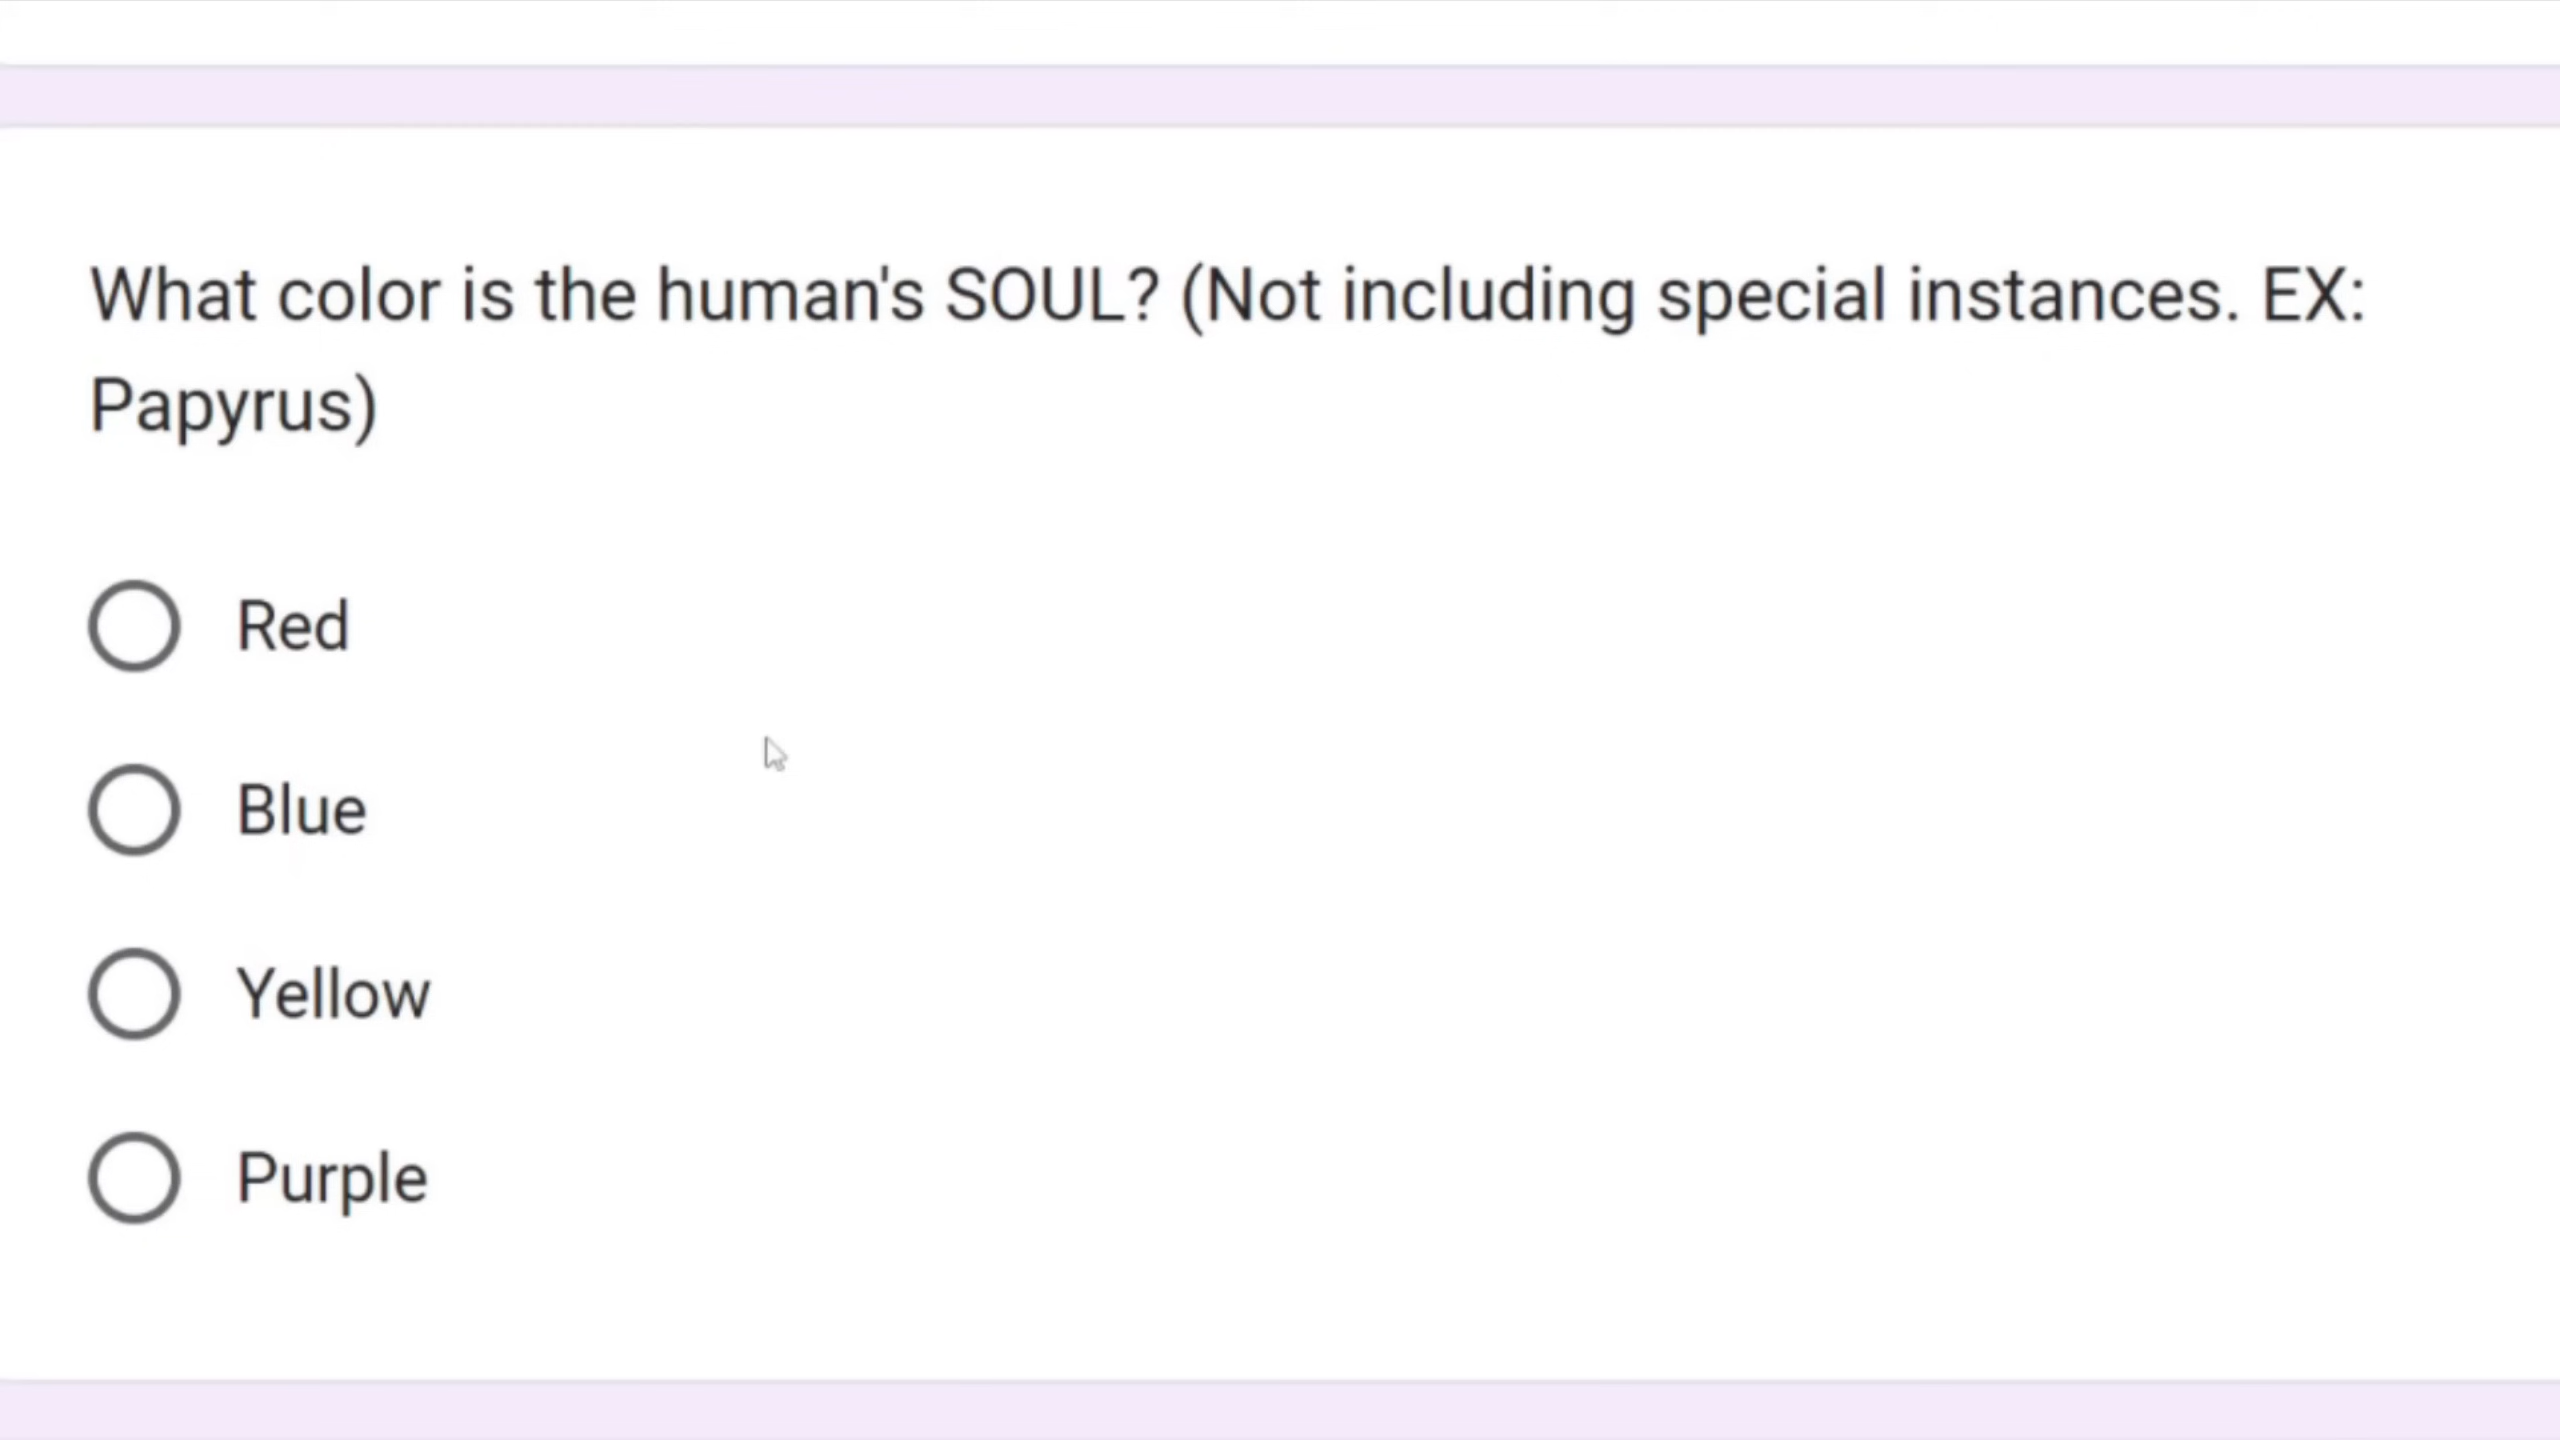 What color is the human's SOUL? (Not including special instances. EX:
Papyrus)
Red
Blue
Yellow
Purple